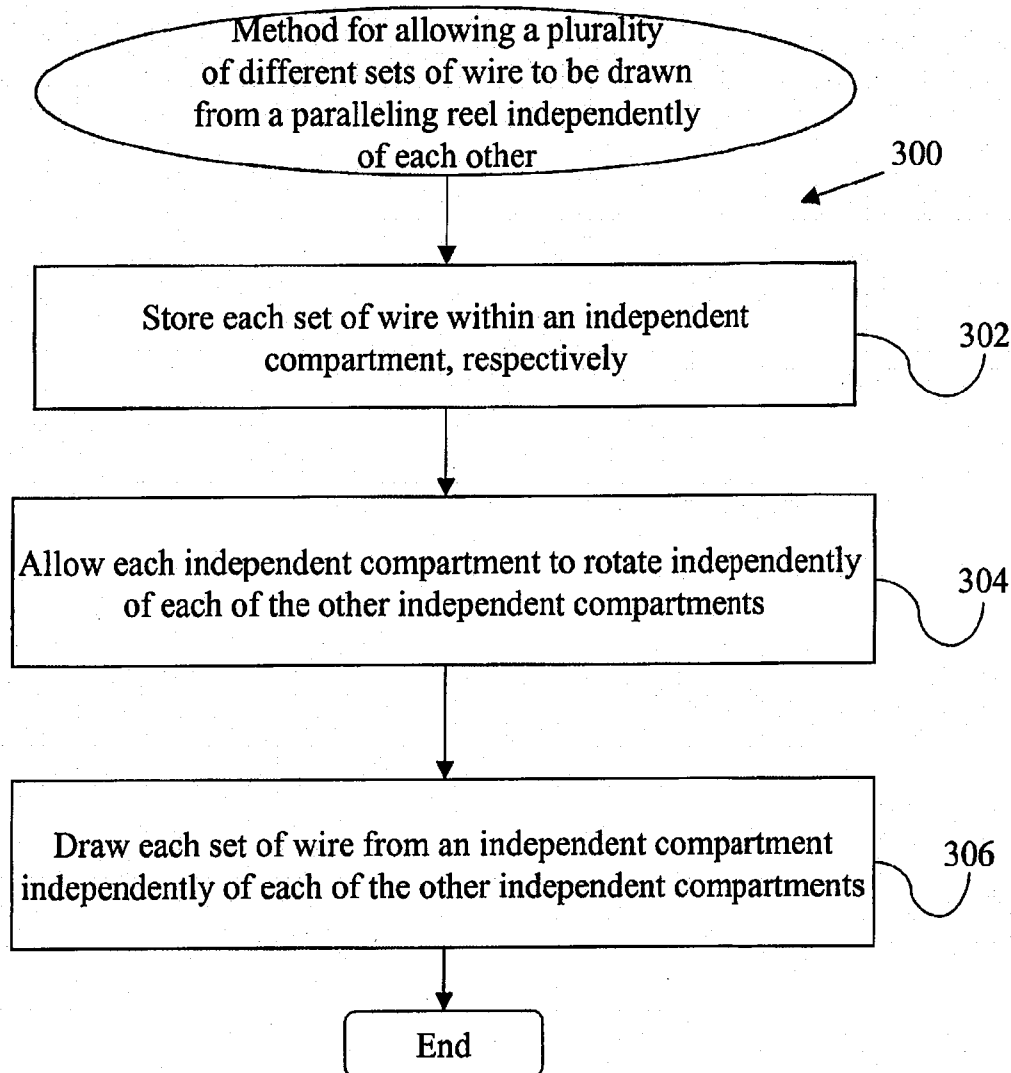 Method for allowing a plurality
of different sets of wire to be drawn
from a paralleling reel independently
of each other
300
Store each set of wire within an independent
compartment, respectively
302
Allow each independent compartment to rotate independently
of each of the other independent compartments
304
Draw each set of wire from an independent compartment
independently of each of the other independent compartments
306
End